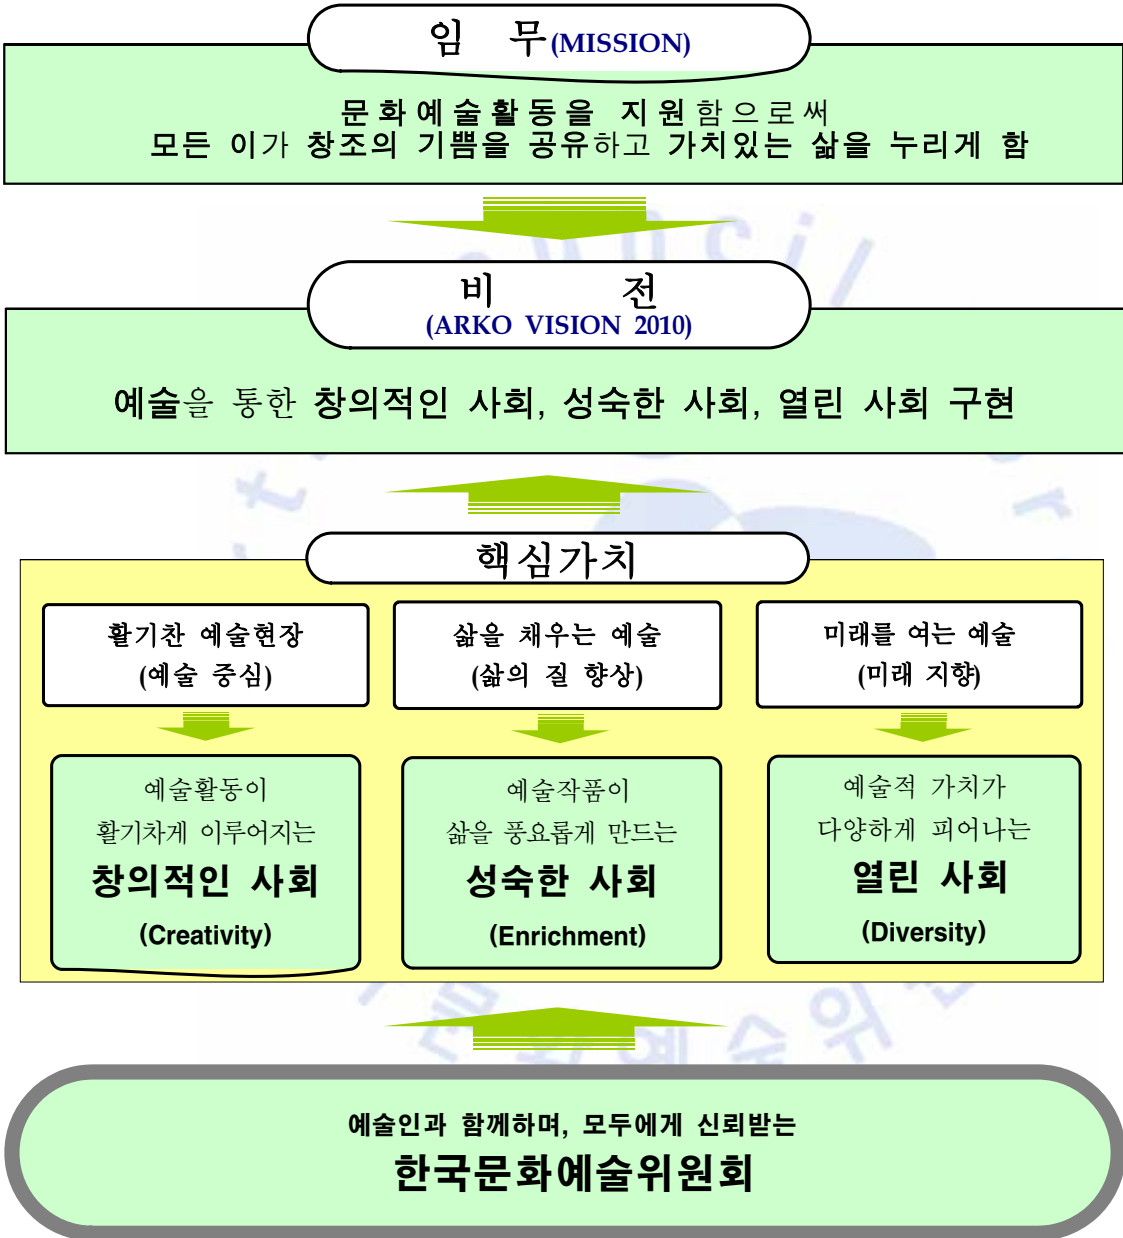 임 무(MISSION)
문화예술활동을 지원함으로써
모든 이가 창조의 기쁨을 공유하고 가치있는 삶을 누리게 함
비 전
(ARKO VISION 2010)
예술을 통한 창의적인 사회, 성숙한 사회, 열린 사회 구현
핵심가치
활기찬 예술현장
(예술 중심)
예술활동이
활기차게 이루어지는
창의적인 사회
(Creativity)
삶을 채우는 예술
(삶의 질 향상)
예술작품이
삶을 풍요롭게 만드는
성숙한 사회
(Enrichment)
미래를 여는 예술
(미래 지향)
예술적 가치가
다양하게 피어나는
열린 사회
(Diversity)
예술인과 함께하며, 모두에게 신뢰받는
한국문화예술위원회